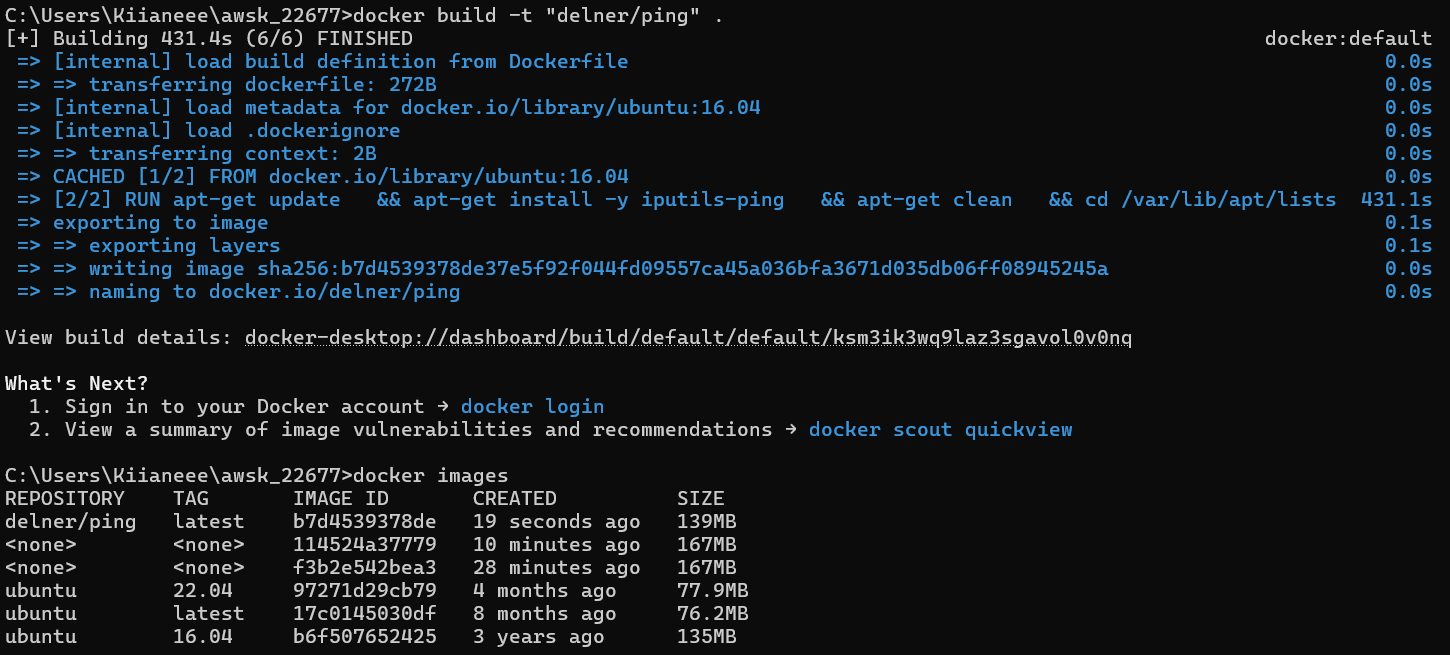 C:\Users\Kiianeee\awsk_22677>docker build -t "delner/ping" .
[+] Building 431.4s (6/6) FINISHED docker:default
=> [internal] load build definition from Dockerfile 0.0s
=> => transferring dockerfile: 272B 0.0s
=> [internal] load metadata for docker.io/library/ubuntu:16.04 0.0s
=> [internal] load .dockerignore 0.0s
=> => transferring context: 2B 0.0s
=> CACHED [1/2] FROM docker.io/library/ubuntu:16.04 0.0s
=> [2/2] RUN apt-get update   && apt-get install -y iputils-ping   && apt-get clean   && cd /var/lib/apt/lists 431.1s
=> exporting to image 0.1s
=> => exporting layers 0.1s
=> => writing image sha256:b7d4539378de37e5f92f044fd09557ca45a036bfa3671d035db06ff08945245a 0.0s
=> => naming to docker.io/delner/ping 0.0s
View build details: docker-desktop://dashboard/build/default/default/ksm3ik3wq9laz3sgavol0v0nq
What's Next?
1. Sign in to your Docker account → docker login
2. View a summary of image vulnerabilities and recommendations → docker scout quickview
C:\Users\Kiianeee\awsk_22677>docker images
REPOSITORY TAG IMAGE ID CREATED SIZE
delner/ping latest b7d4539378de 19 seconds ago 139MB
<none> <none> 114524a37779 10 minutes ago 167MB
<none> <none> f3b2e542bea3 28 minutes ago 167MB
ubuntu 22.04 97271d29cb79 4 months ago 77.9MB
ubuntu latest 17c0145030df 8 months ago 76.2MB
ubuntu 16.04 b6f507652425 3 years ago 135MB